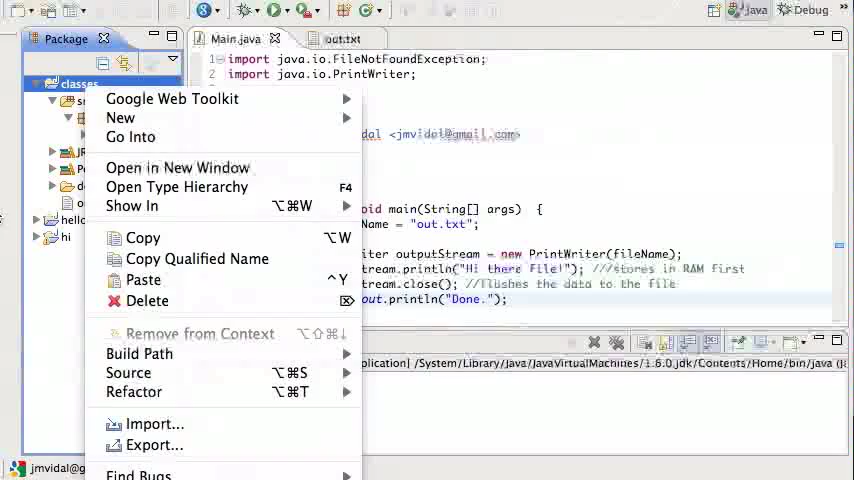 Java
Debug
Package
Main.java
out.txt
classes
1 import java.io.FileNotFoundException;
2 import java.io.PrintWriter;
<jmvidal@gmail.com>
void main(String[] args) {
Name = "out.txt";
iter outputStream = new PrintWriter(fileName);
tream.println("Hi there File!"); ///stores in RAM first
tream.close(); //flushes the data to the file
out.println("Done.");
hello
hi
Google Web Toolkit
New
Go Into
Open in New Window
Open Type Hierarchy F4
Show In ⌥⌘W
Copy ⌥W
Copy Qualified Name
Paste ^Y
Delete ⌦
Remove from Context ⌥⇧⌘↓
Build Path
Source ⌥⌘S
Refactor ⌥⌘T
Import...
Export...
Find Bugs
plication] /System/Library/Java/JavaVirtualMachines/1.6.0.jdk/Contents/Home/bin/java
jmvidal@g